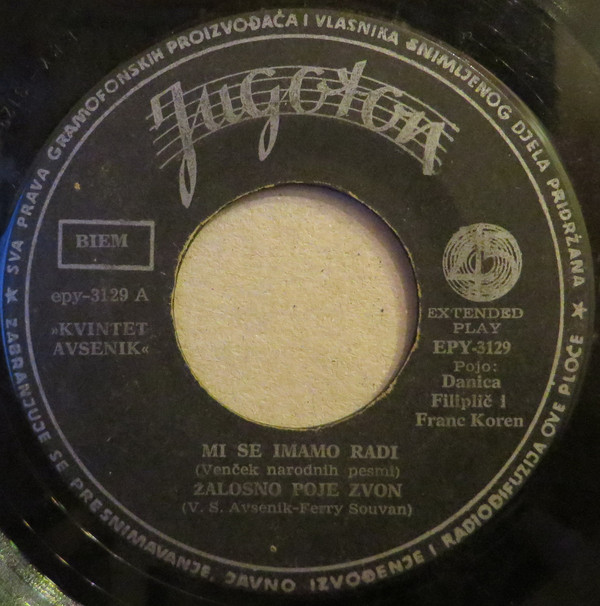 ★ SVA PRAVA GRAMOFONSKIH PROIZVOĐAČA I VLASNIKA SNIMLJENOG DJELA PRIDRŽANA ★
ZABRANJUJE SE PRESNIMAVANJE, JAVNO IZVOĐENJE I RADIODIFUZIJA OVE PLOČE
Jugoton
BIEM
epy-3129 A
»KVINTET
AVSENIK«
EXTENDED
PLAY
EPY-3129
Pojo:
Danica
Filiplič i
Franc Koren
MI SE IMAMO RADI
(Venček narodnih pesmi)
ŽALOSNO POJE ZVON
(V. S. Avsenik-Ferry Souvan)